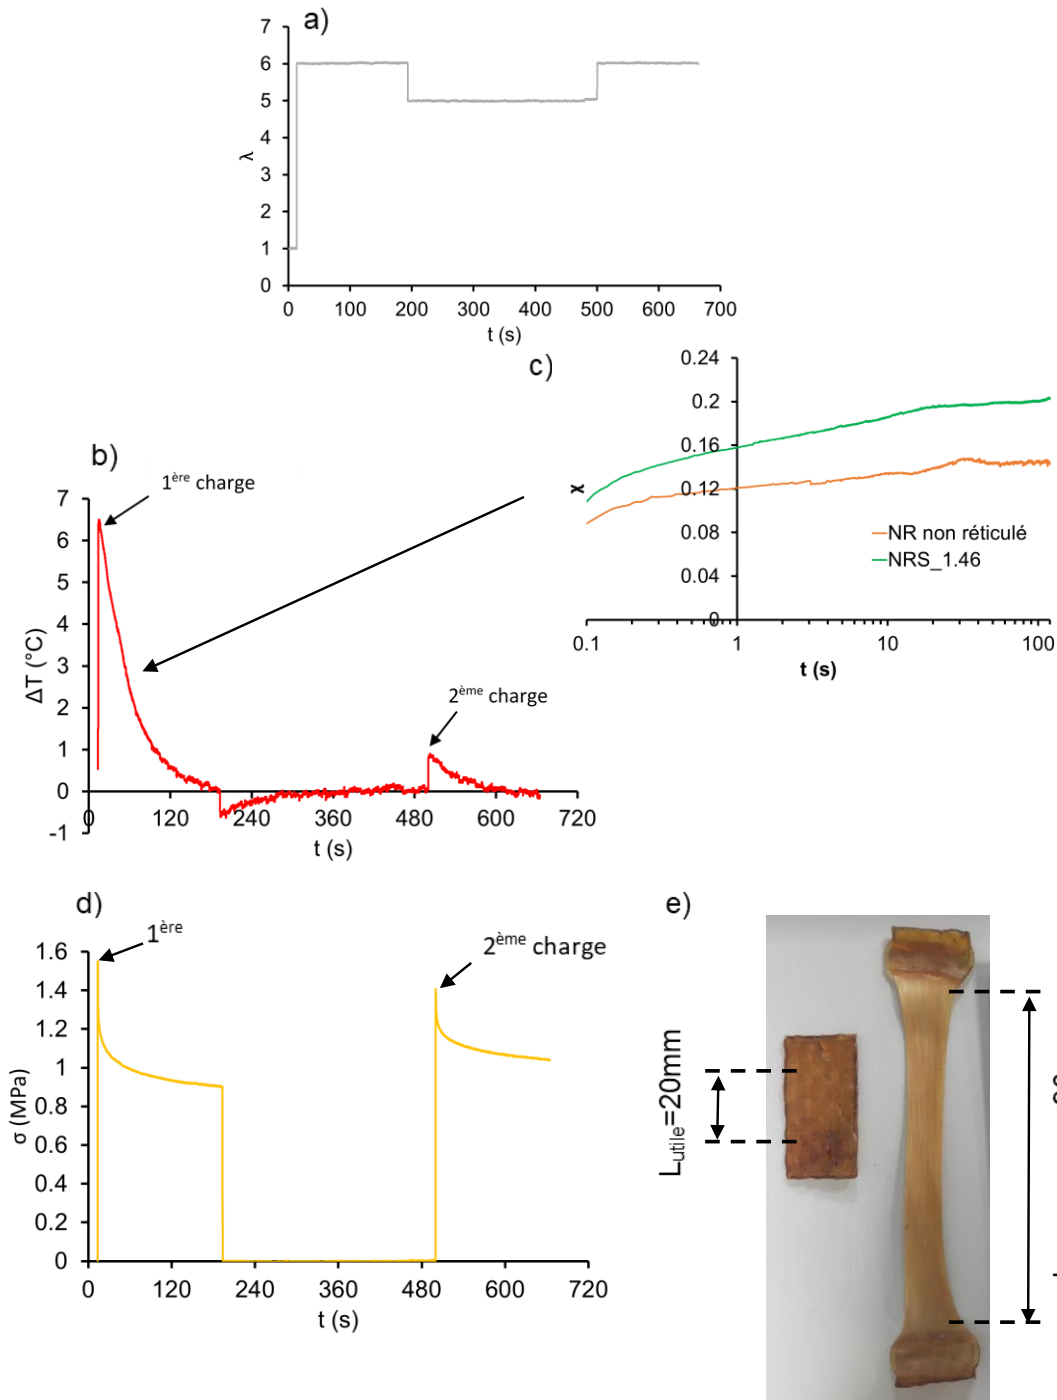 a)
7
6
5
4
3
2
1
0
λ
0 100 200 300 400 500 600 700
t (s)
c)
0.24
0.2
0.16
0.12
0.08
0.04
0
χ
NR non réticulé
NRS_1.46
0.1 1 10 100
t (s)
b)
1ère charge
7
6
5
4
3
2
1
0
-1
ΔT (°C)
2ème charge
0 120 240 360 480 600 720
t (s)
d)
1ère
2ème charge
1.6
1.4
1.2
1
0.8
0.6
0.4
0.2
0
σ (MPa)
0 120 240 360 480 600 720
t (s)
e)
Lutile=20mm